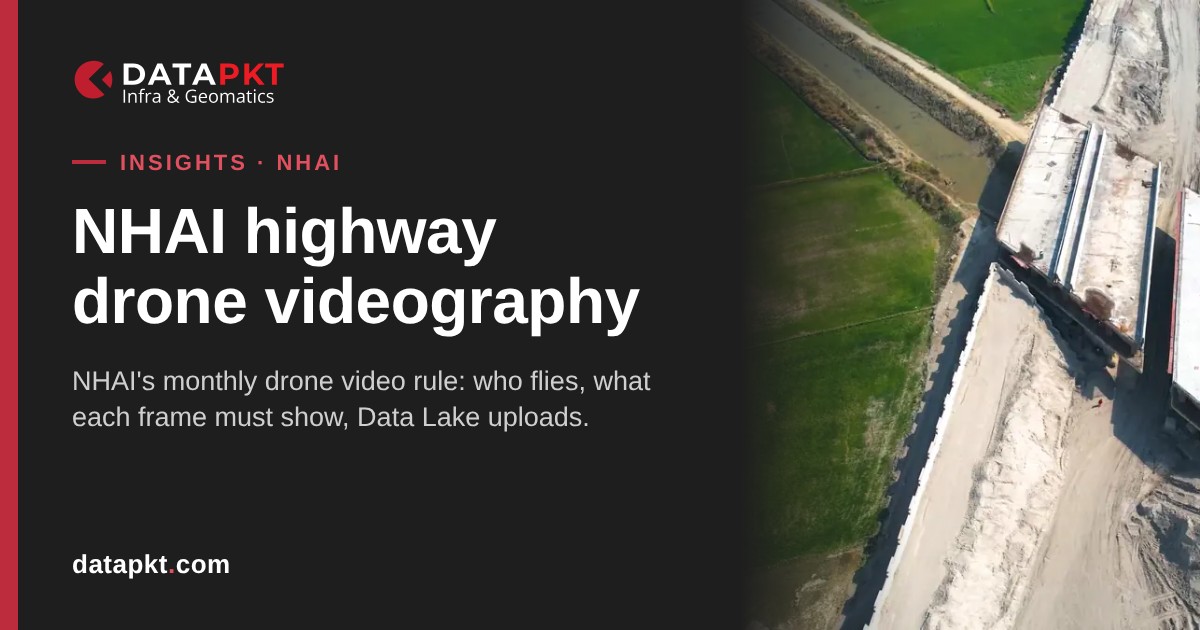 DATAPKT
Infra & Geomatics
INSIGHTS · NHAI
NHAI highway
drone videography
NHAI's monthly drone video rule: who flies, what
each frame must show, Data Lake uploads.
datapkt.com